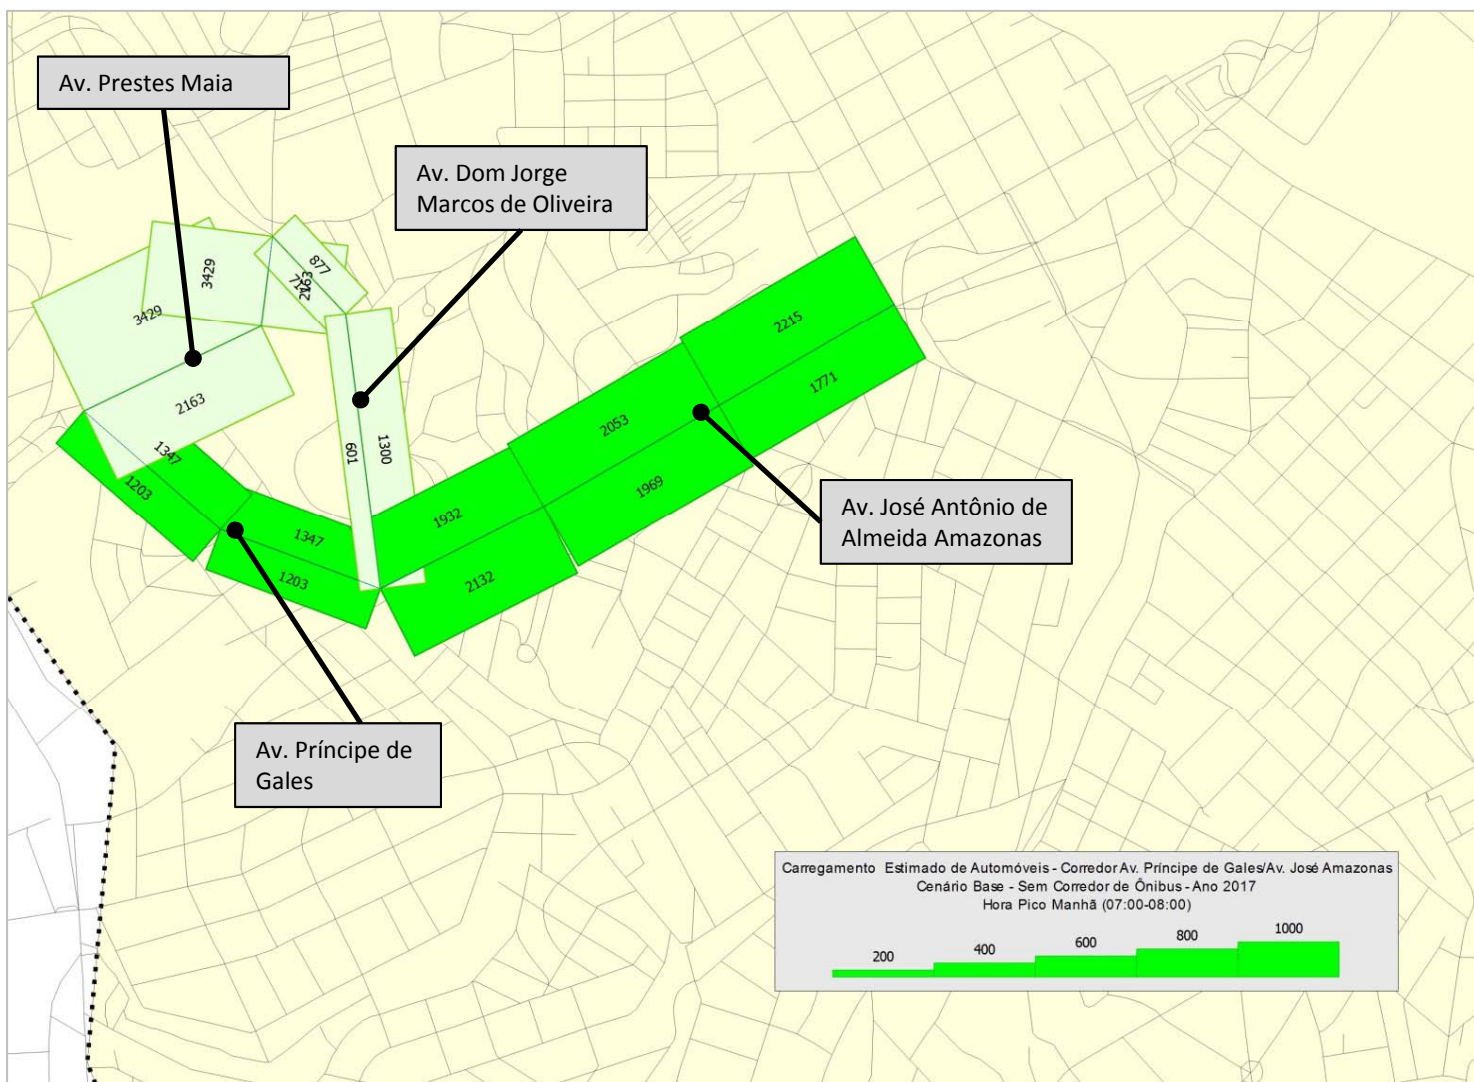 Av. Prestes Maia
Av. Dom Jorge
Marcos de Oliveira
877
2163
3429
3429
2163
2215
1771
2053
1969
1347
1203
601
1300
1932
2132
1347
1203
Av. José Antônio de
Almeida Amazonas
Av. Príncipe de
Gales
Carregamento Estimado de Automóveis - Corredor Av. Príncipe de Gales/Av. José Amazonas
Cenário Base - Sem Corredor de Ônibus - Ano 2017
Hora Pico Manhã (07:00-08:00)
200
400
600
800
1000